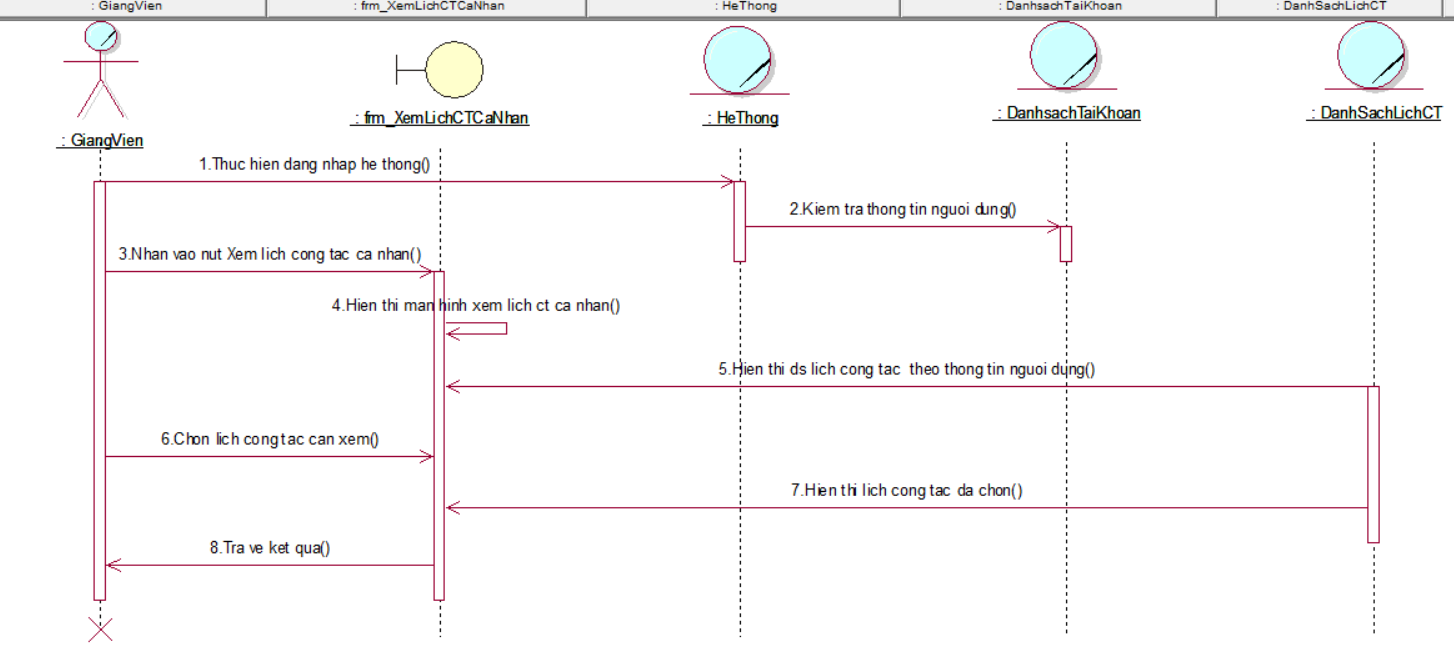 : GiangVien
: frm_XemLichCTCaNhan
: HeThong
: DanhsachTaiKhoan
: DanhSachLichCT
: GiangVien
: frm_XemLichCTCaNhan
: HeThong
: DanhsachTaiKhoan
: DanhSachLichCT
1.Thuc hien dang nhap he thong()
2.Kiem tra thong tin nguoi dung()
3.Nhan vao nut Xem lich cong tac ca nhan()
4.Hien thi man hinh xem lich ct ca nhan()
5.Hien thi ds lich cong tac theo thong tin nguoi dung()
6.Chon lich cong tac can xem()
7.Hien thi lich cong tac da chon()
8.Tra ve ket qua()